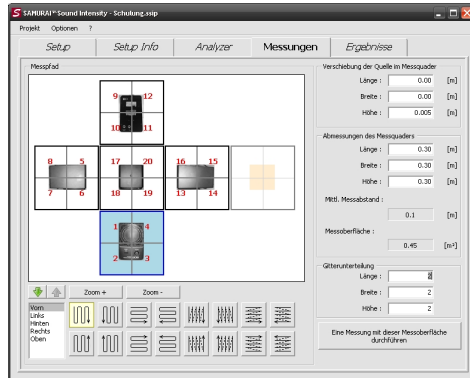 SAMURAI™ Sound Intensity - Schulung.ssip
Projekt Optionen ?
Setup Setup Info Analyzer Messungen Ergebnisse
Messpfad
9 12
10 11
8 5 17 20 16 15
7 6 18 19 13 14
1 4
2 3
Zoom + Zoom -
Vorn
Links
Hinten
Rechts
Oben
Verschiebung der Quelle im Messquader
Länge : 0.00 [m]
Breite : 0.00 [m]
Höhe : 0.005 [m]
Abmessungen des Messquaders
Länge : 0.30 [m]
Breite : 0.30 [m]
Höhe : 0.30 [m]
Mittl. Messabstand :
0.1 [m]
Messoberfläche :
0.45 [m²]
Gitterunterteilung
Länge : 2
Breite : 2
Höhe : 2
Eine Messung mit dieser Messoberfläche
durchführen